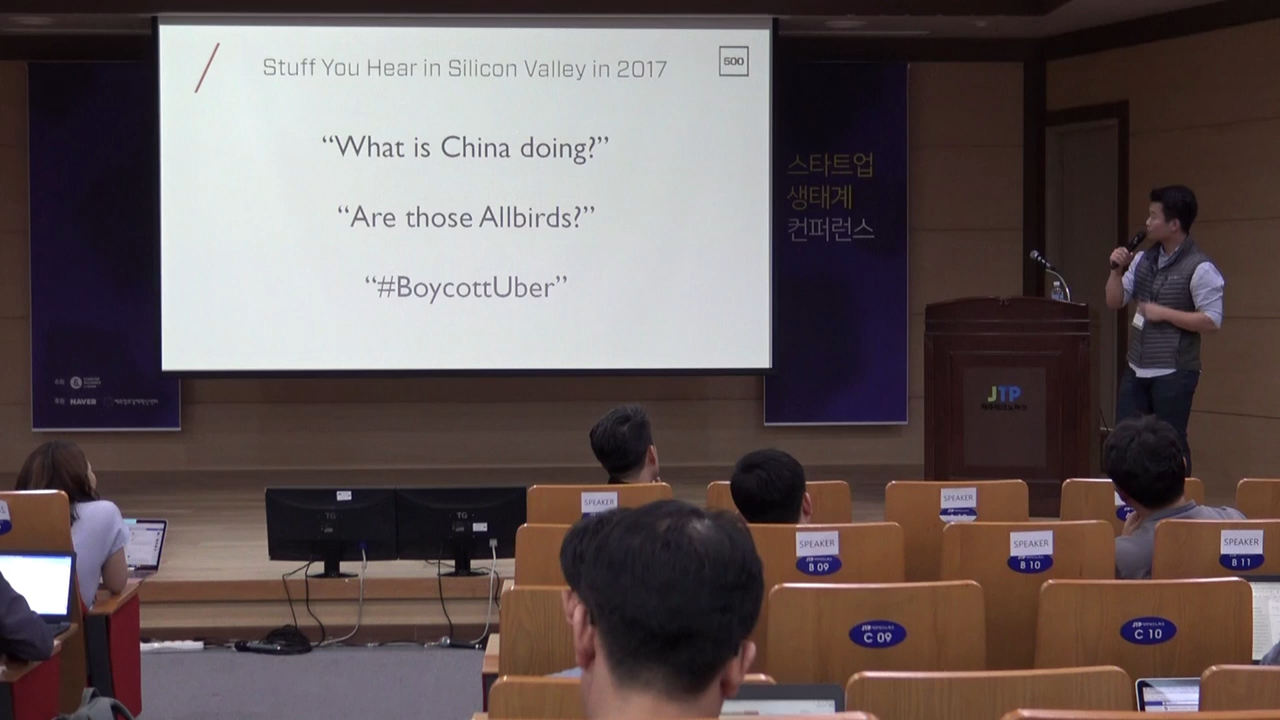 Stuff You Hear in Silicon Valley in 2017
500
“What is China doing?”
“Are those Allbirds?”
“#BoycottUber”
스타트업
생태계
컨퍼런스
NAVER
JTP
TG
TG
SPEAKER
SPEAKER
SPEAKER
B 09
SPEAKER
B 10
SPEAKER
B 11
C 09
C 10